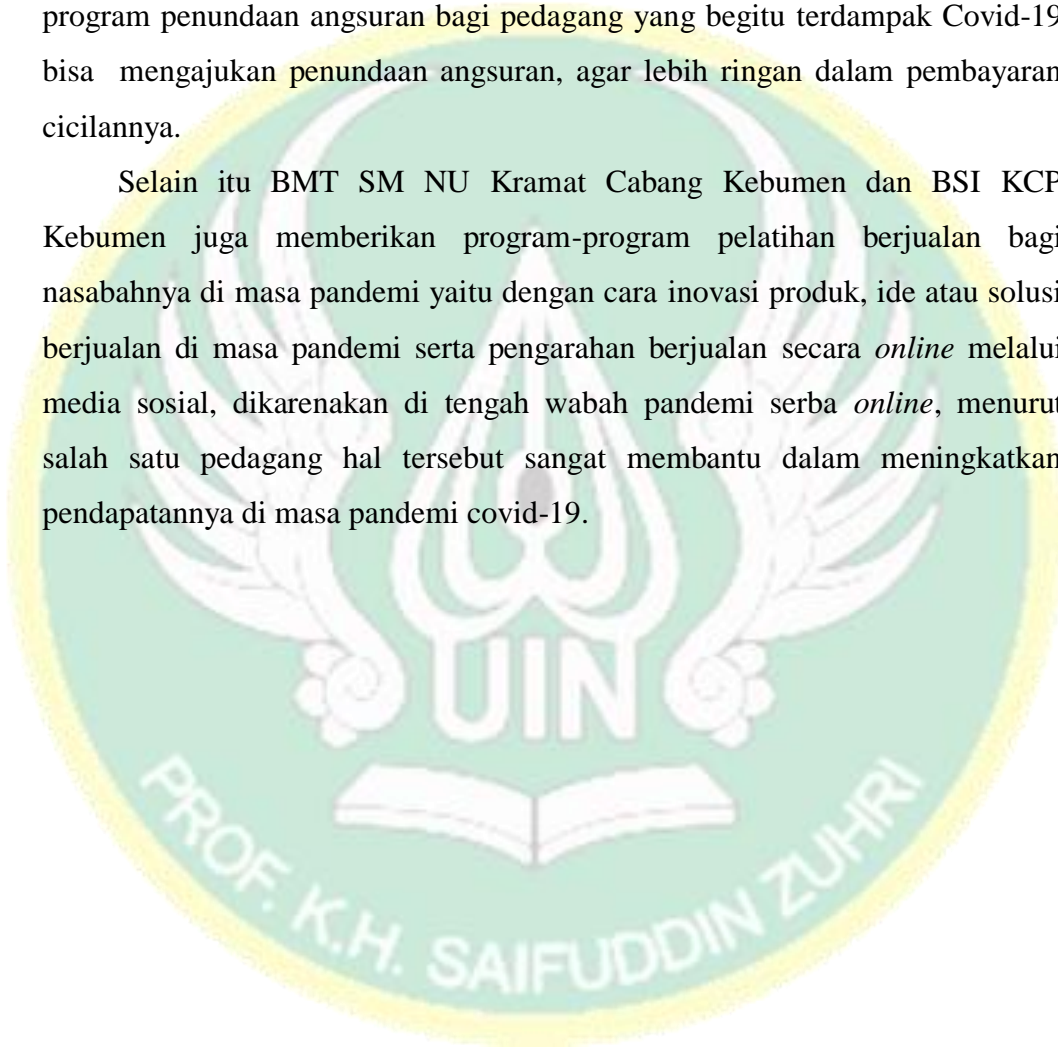 program penundaan angsuran bagi pedagang yang begitu terdampak Covid-19
bisa mengajukan penundaan angsuran, agar lebih ringan dalam pembayaran
cicilannya.
Selain itu BMT SM NU Kramat Cabang Kebumen dan BSI KCP
Kebumen juga memberikan program-program pelatihan berjualan bagi
nasabahnya di masa pandemi yaitu dengan cara inovasi produk, ide atau solusi
berjualan di masa pandemi serta pengarahan berjualan secara online melalui
media sosial, dikarenakan di tengah wabah pandemi serba online, menurut
salah satu pedagang hal tersebut sangat membantu dalam meningkatkan
pendapatannya di masa pandemi covid-19.
UIN
PROF. K.H. SAIFUDDIN ZUHRI